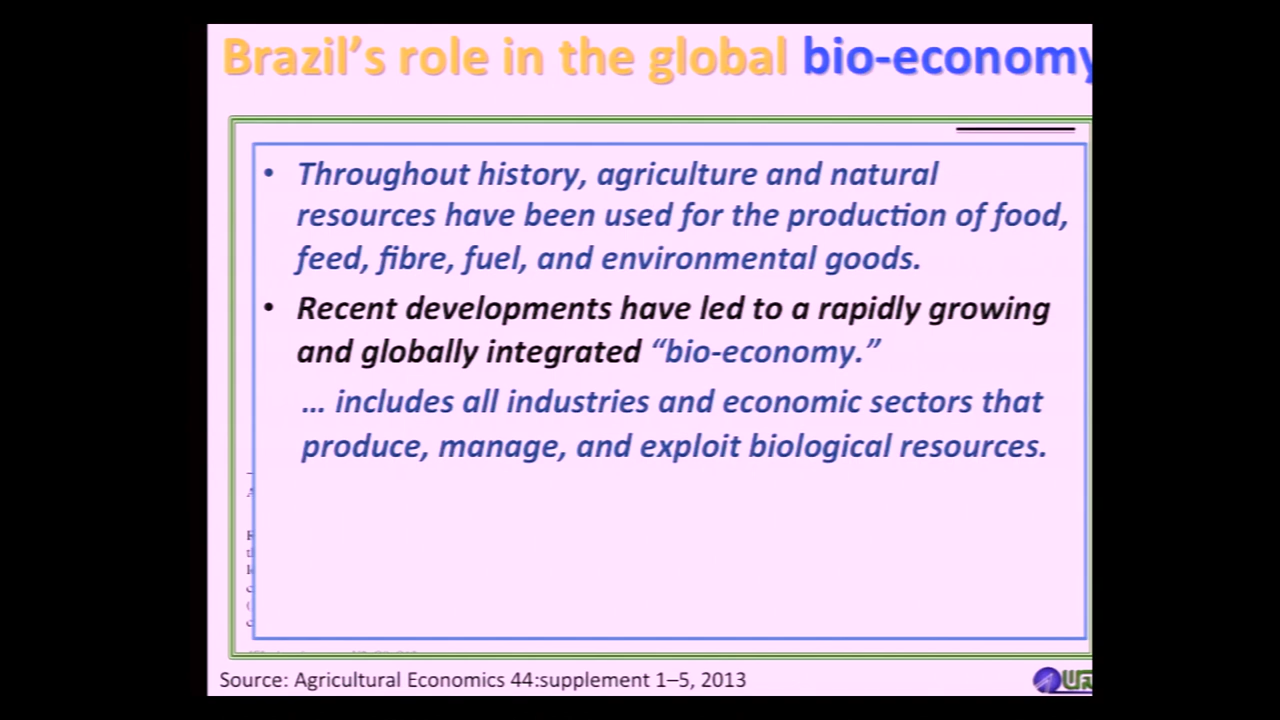 Brazil's role in the global bio-economy
• Throughout history, agriculture and natural
resources have been used for the production of food,
feed, fibre, fuel, and environmental goods.
• Recent developments have led to a rapidly growing
and globally integrated “bio-economy.”
… includes all industries and economic sectors that
produce, manage, and exploit biological resources.
Source: Agricultural Economics 44:supplement 1–5, 2013